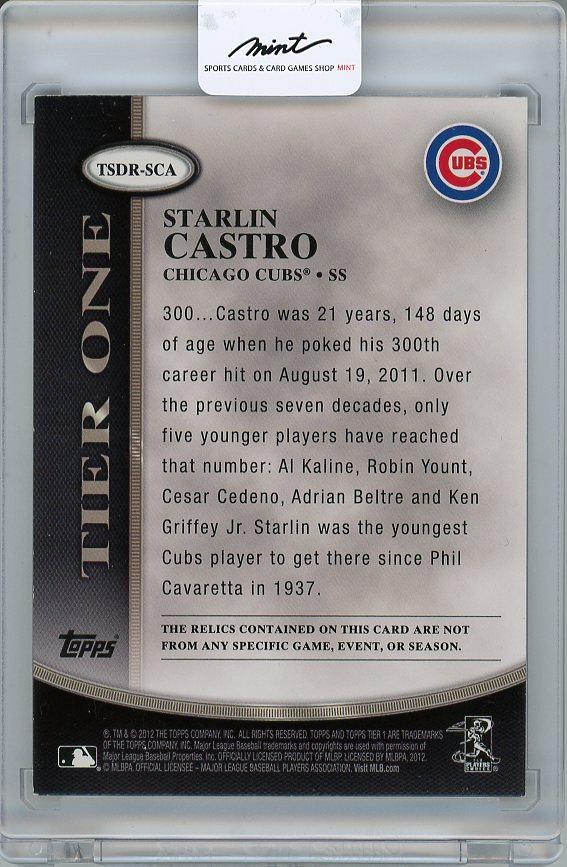 mint
SPORTS CARDS & CARD GAMES SHOP MINT
TSDR-SCA
CUBS
TIER ONE
STARLIN
CASTRO
CHICAGO CUBS® • SS
300...Castro was 21 years, 148 days
of age when he poked his 300th
career hit on August 19, 2011. Over
the previous seven decades, only
five younger players have reached
that number: Al Kaline, Robin Yount,
Cesar Cedeno, Adrian Beltre and Ken
Griffey Jr. Starlin was the youngest
Cubs player to get there since Phil
Cavaretta in 1937.
THE RELICS CONTAINED ON THIS CARD ARE NOT
FROM ANY SPECIFIC GAME, EVENT, OR SEASON.
Topps®
®, TM & © 2012 THE TOPPS COMPANY, INC. ALL RIGHTS RESERVED. TOPPS AND TOPPS TIER 1 ARE TRADEMARKS
OF THE TOPPS COMPANY, INC. Major League Baseball trademarks and copyrights are used with permission of
Major League Baseball Properties, Inc. OFFICIALLY LICENSED PRODUCT OF MLBP. LICENSED BY MLBPA, 2012.
© MLBPA. OFFICIAL LICENSEE – MAJOR LEAGUE BASEBALL PLAYERS ASSOCIATION. Visit MLB.com
PLAYERS
CHOICE